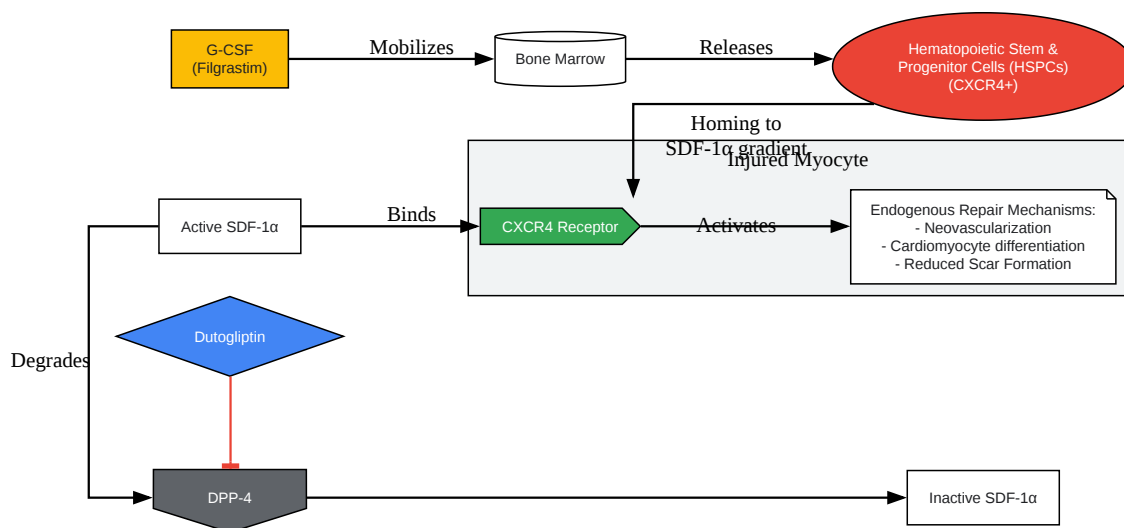 G-CSF
(Filgrastim)
Mobilizes
Bone Marrow
Releases
Hematopoietic Stem &
Progenitor Cells (HSPCs)
(CXCR4+)
Homing to
SDF-1α gradient
Injured Myocyte
Active SDF-1α
Binds
CXCR4 Receptor
Activates
Endogenous Repair Mechanisms:
- Neovascularization
- Cardiomyocyte differentiation
- Reduced Scar Formation
Dutogliptin
Degrades
DPP-4
Inactive SDF-1α